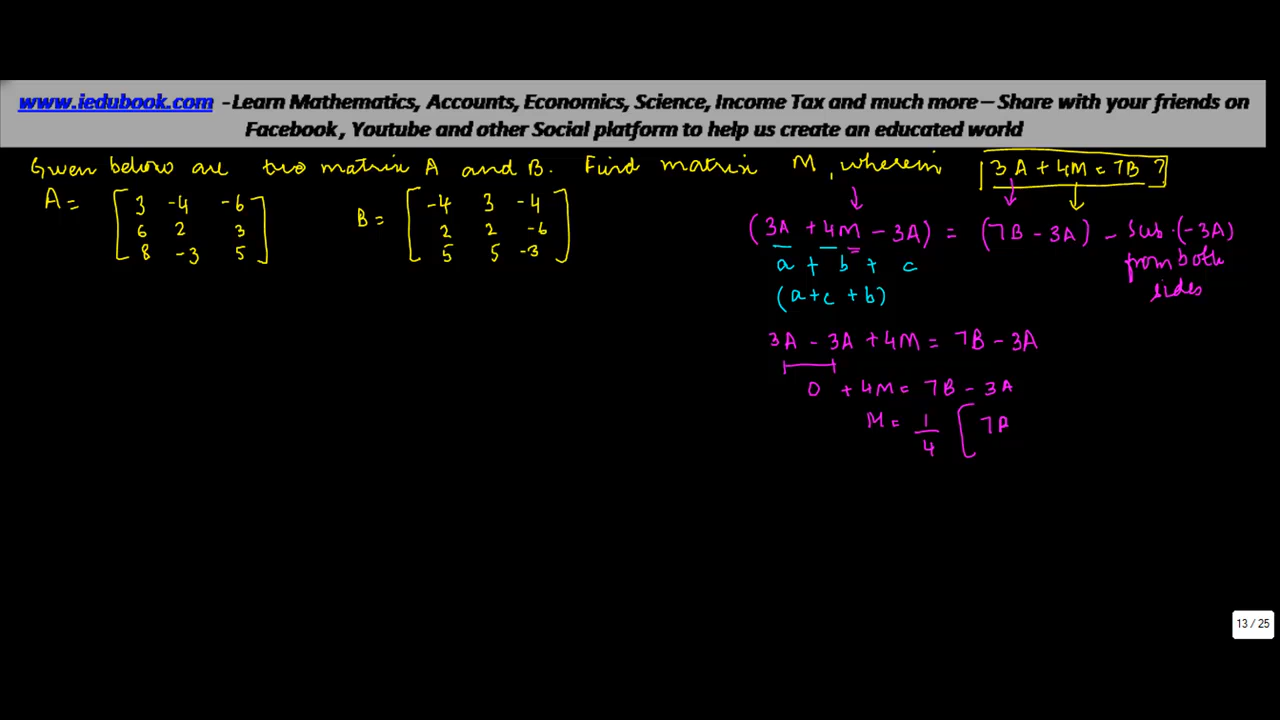 www.iedubook.com - Learn Mathematics, Accounts, Economics, Science, Income Tax and much more – Share with your friends on
Facebook , Youtube and other Social platform to help us create an educated world
Given below are two matrix A and B. Find matrix M, wherein 3A + 4M = 7B ?
A = [ 3 -4 -6
6 2 3
8 -3 5 ]
B = [ -4 3 -4
2 2 -6
5 5 -3 ]
(3A + 4M - 3A) = (7B - 3A) - Sub. (-3A)
from both
sides
a + b + c
(a+c+b)
3A - 3A + 4M = 7B - 3A
0 + 4M = 7B - 3A
M = 1/4 [ 7
13 / 25